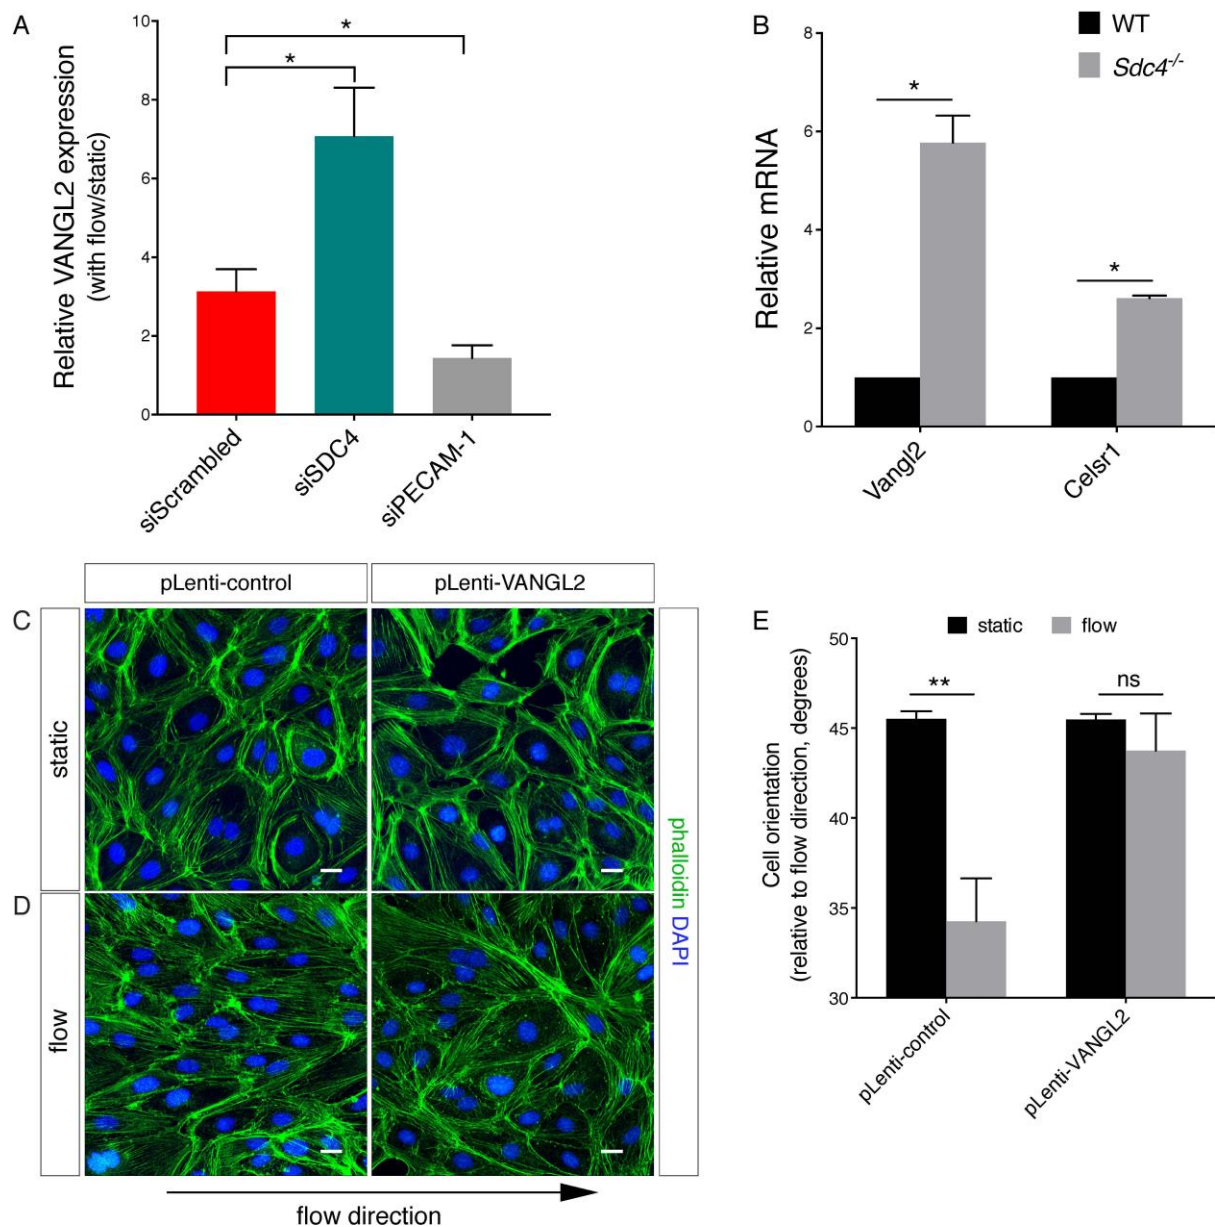 A
10
8
6
4
2
0
Relative VANGL2 expression
(with flow/static)
*
*
siScrambled
siSDC4
siPECAM-1
B
WT
Sdc4-/-
8
6
4
2
0
Relative mRNA
*
*
Vangl2
Celsr1
pLenti-control
pLenti-VANGL2
C
static
D
flow
phalloidin DAPI
flow direction
E
static
flow
50
45
40
35
30
Cell orientation
(relative to flow direction, degrees)
**
ns
pLenti-control
pLenti-VANGL2